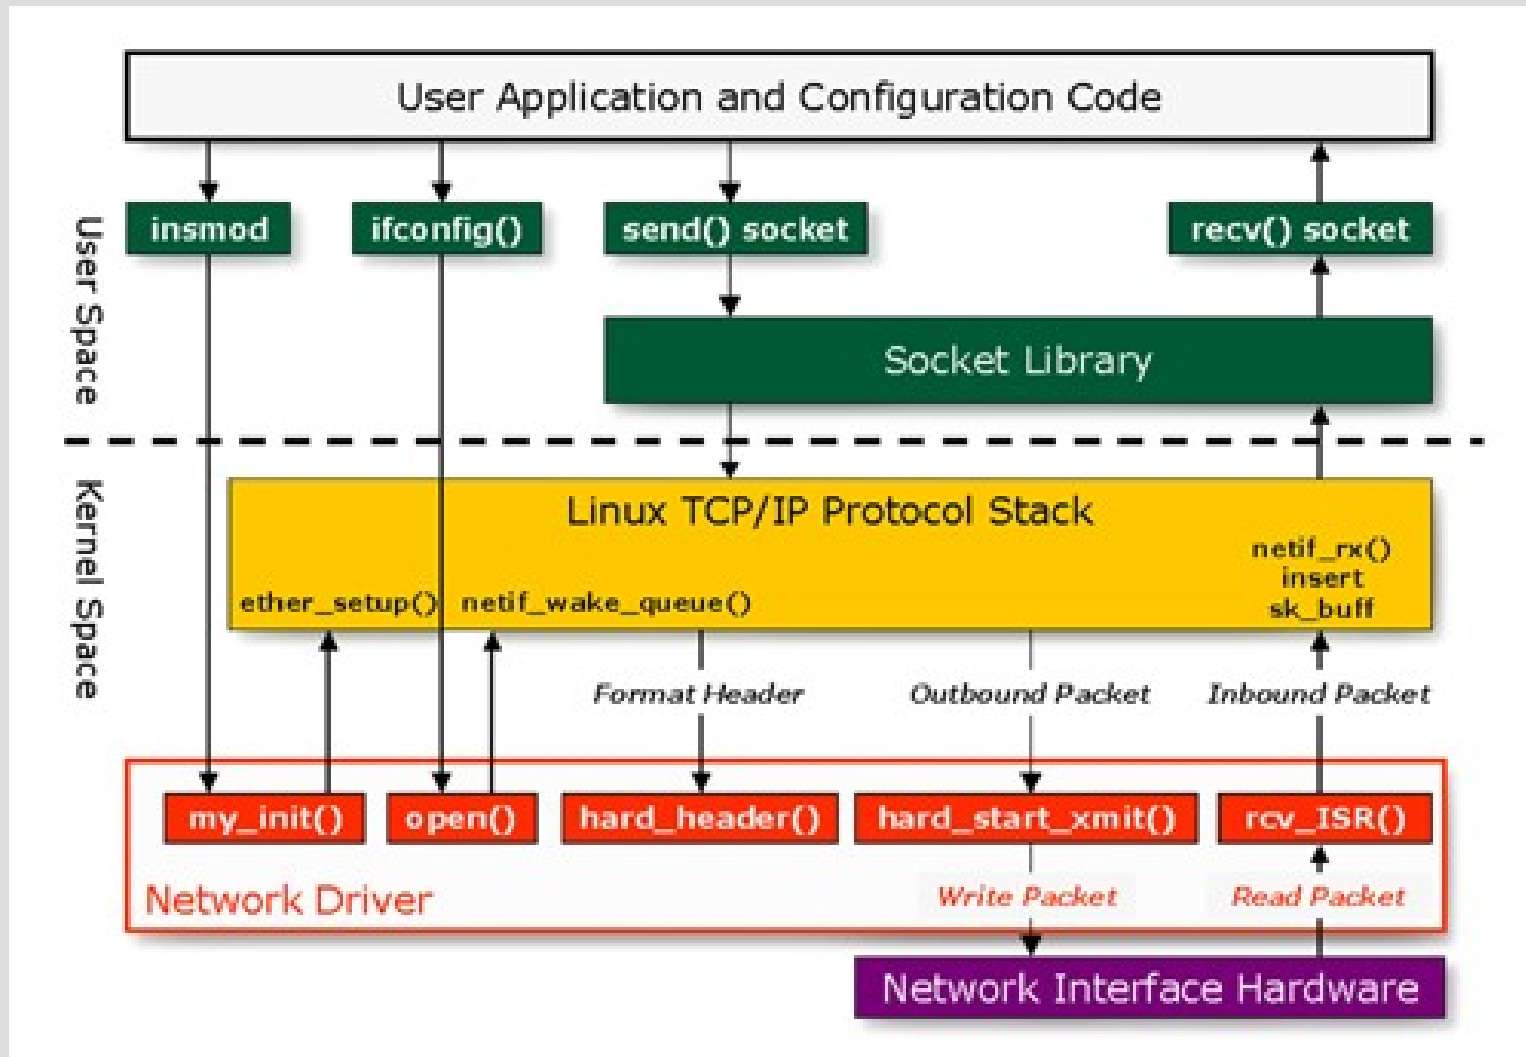 User Application and Configuration Code
insmod
ifconfig()
send() socket
recv() socket
User Space
Socket Library
Kernel Space
Linux TCP/IP Protocol Stack
netif_rx()
insert
sk_buff
ether_setup()
netif_wake_queue()
Format Header
Outbound Packet
Inbound Packet
my_init()
open()
hard_header()
hard_start_xmit()
rcv_ISR()
Network Driver
Write Packet
Read Packet
Network Interface Hardware